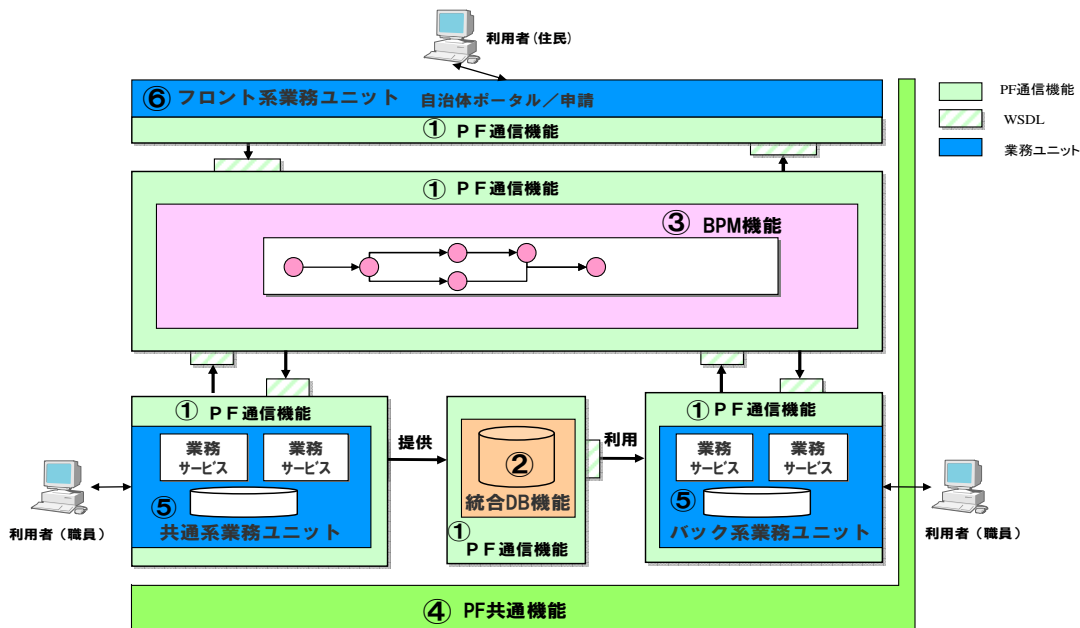 利用者(住民)
⑥ フロント系業務ユニット 自治体ポータル／申請
① ＰＦ通信機能
PF通信機能
WSDL
業務ユニット
① ＰＦ通信機能
③ BPM機能
① ＰＦ通信機能
業務
サービス
業務
サービス
⑤
共通系業務ユニット
利用者（職員）
提供
②
統合DB機能
①
ＰＦ通信機能
利用
① ＰＦ通信機能
業務
サービス
業務
サービス
⑤
バック系業務ユニット
利用者（職員）
④ PF共通機能